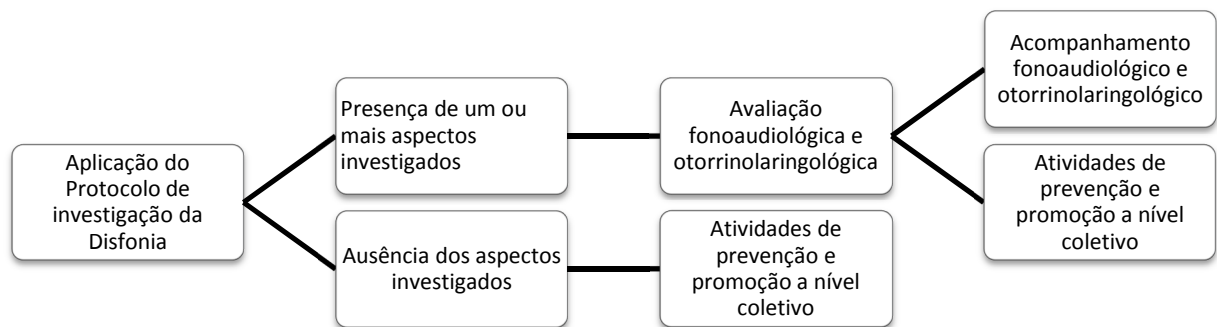 Aplicação do
Protocolo de
investigação da
Disfonia
Presença de um ou
mais aspectos
investigados
Ausência dos aspectos
investigados
Avaliação
fonoaudiológica e
otorrinolaringológica
Atividades de
prevenção e
promoção a nível
coletivo
Acompanhamento
fonoaudiológico e
otorrinolaringológico
Atividades de
prevenção e
promoção a nível
coletivo